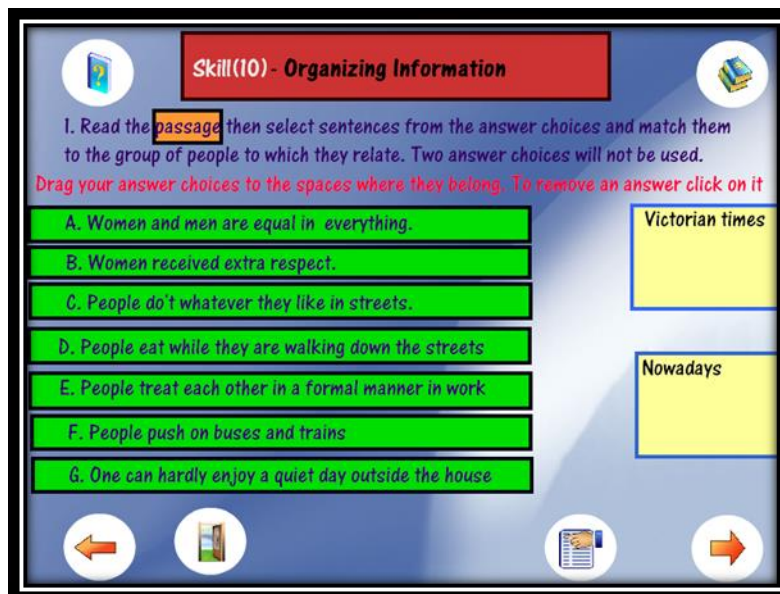 Skill(10)- Organizing Information
1. Read the passage then select sentences from the answer choices and match them
to the group of people to which they relate. Two answer choices will not be used.
Drag your answer choices to the spaces where they belong. To remove an answer click on it
A. Women and men are equal in everything.
B. Women received extra respect.
C. People do't whatever they like in streets.
D. People eat while they are walking down the streets
E. People treat each other in a formal manner in work
F. People push on buses and trains
G. One can hardly enjoy a quiet day outside the house
Victorian times
Nowadays